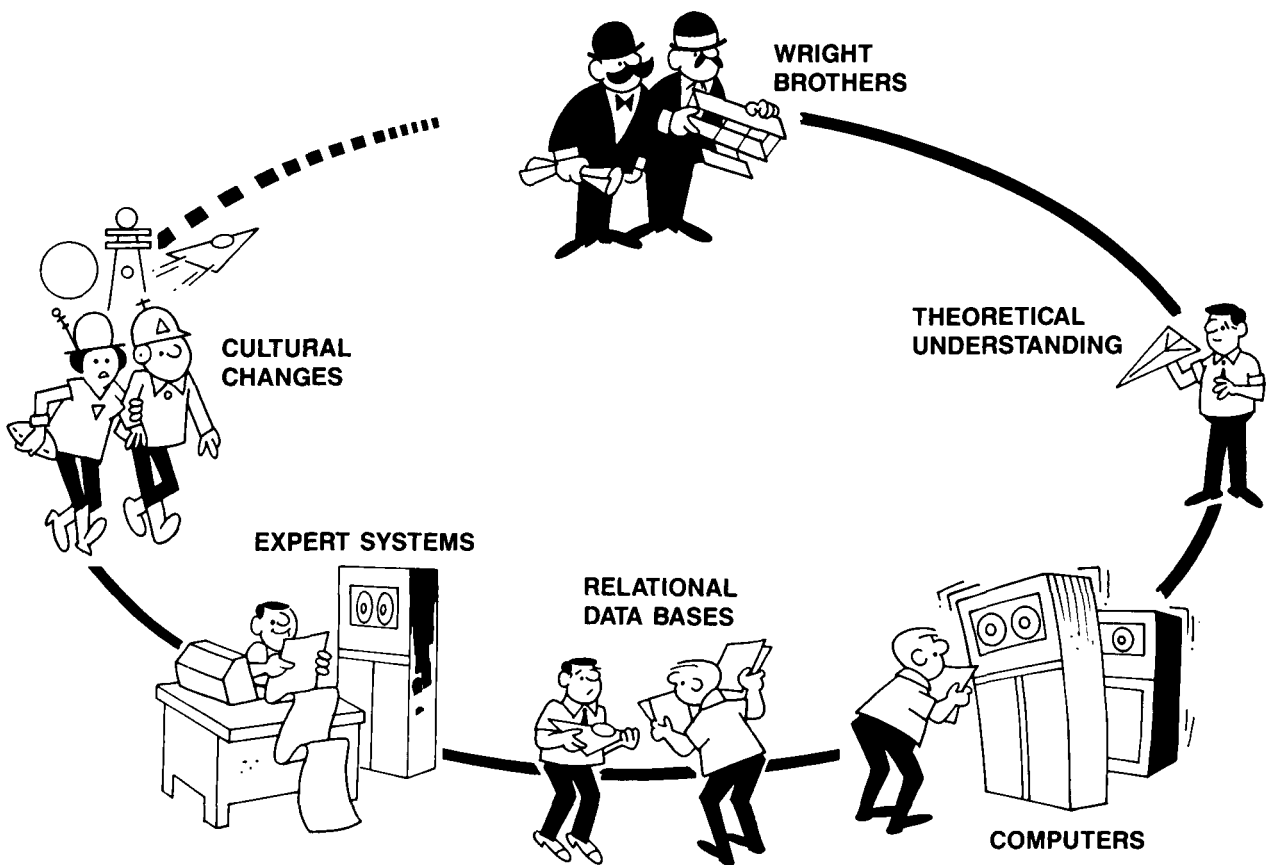 WRIGHT
BROTHERS
THEORETICAL
UNDERSTANDING
CULTURAL
CHANGES
EXPERT SYSTEMS
RELATIONAL
DATA BASES
COMPUTERS